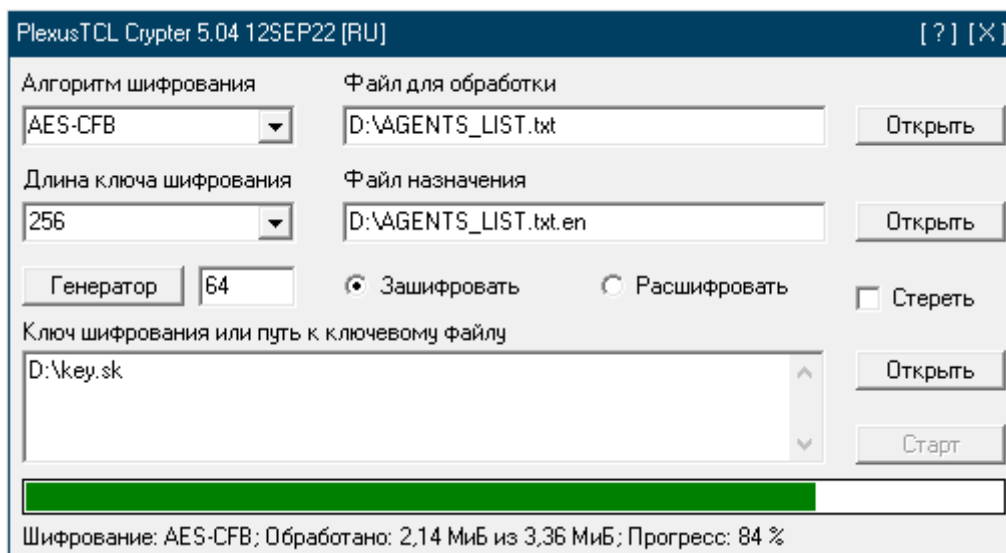 PlexusTCL Crypter 5.04 12SEP22 [RU] [ ? ] [ X ]
Алгоритм шифрования Файл для обработки
AES-CFB D:\AGENTS_LIST.txt Открыть
Длина ключа шифрования Файл назначения
256 D:\AGENTS_LIST.txt.en Открыть
Генератор 64 Зашифровать Расшифровать Стереть
Ключ шифрования или путь к ключевому файлу
D:\key.sk Открыть
Старт
Шифрование: AES-CFB; Обработано: 2,14 МиБ из 3,36 МиБ; Прогресс: 84 %